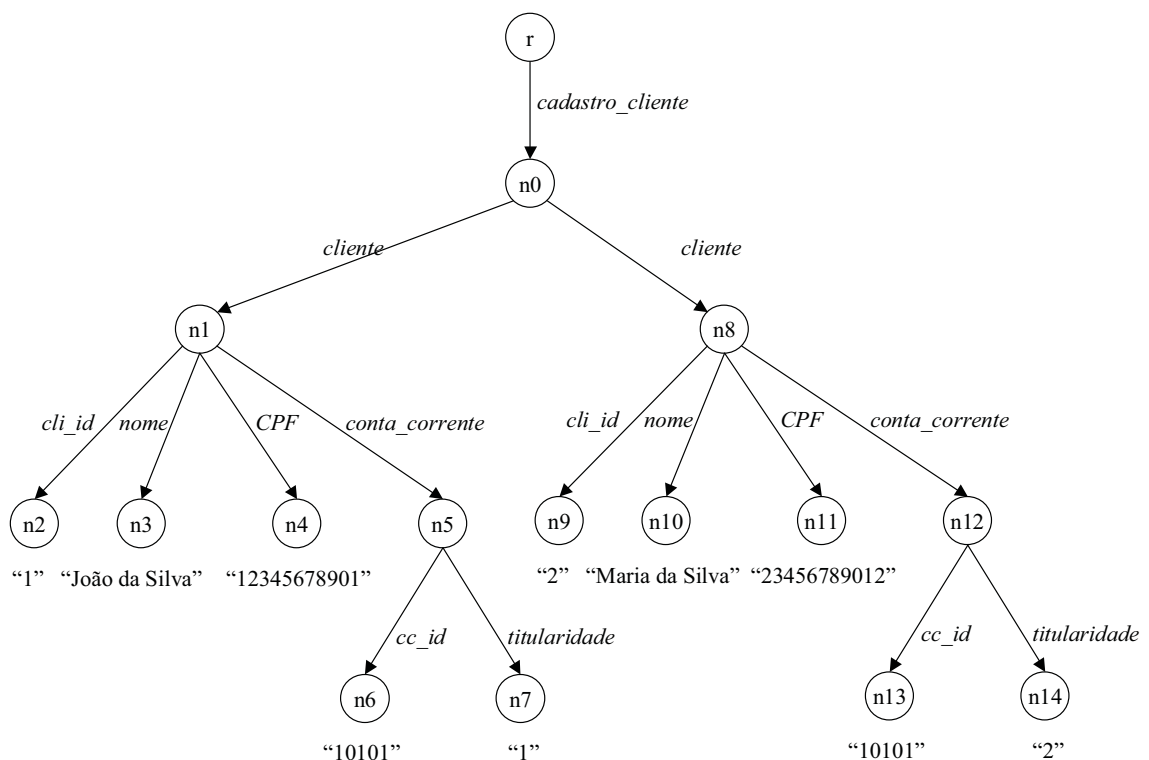 r
cadastro_cliente
n0
cliente cliente
n1 n8
cli_id nome CPF conta_corrente cli_id nome CPF conta_corrente
n2 n3 n4 n5 n9 n10 n11 n12
“1” “João da Silva” “12345678901” “2” “Maria da Silva” “23456789012”
cc_id titularidade cc_id titularidade
n6 n7 n13 n14
“10101” “1” “10101” “2”